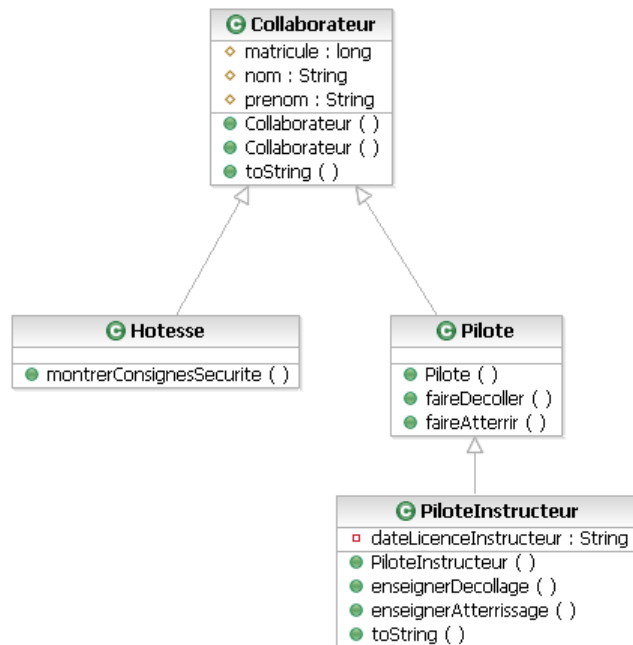 Collaborateur
matricule : long
nom : String
prenom : String
Collaborateur ( )
Collaborateur ( )
toString ( )
Hotesse
montrerConsignesSecurite ( )
Pilote
Pilote ( )
faireDecoller ( )
faireAtterrir ( )
PiloteInstructeur
dateLicenceInstructeur : String
PiloteInstructeur ( )
enseignerDecollage ( )
enseignerAtterrissage ( )
toString ( )